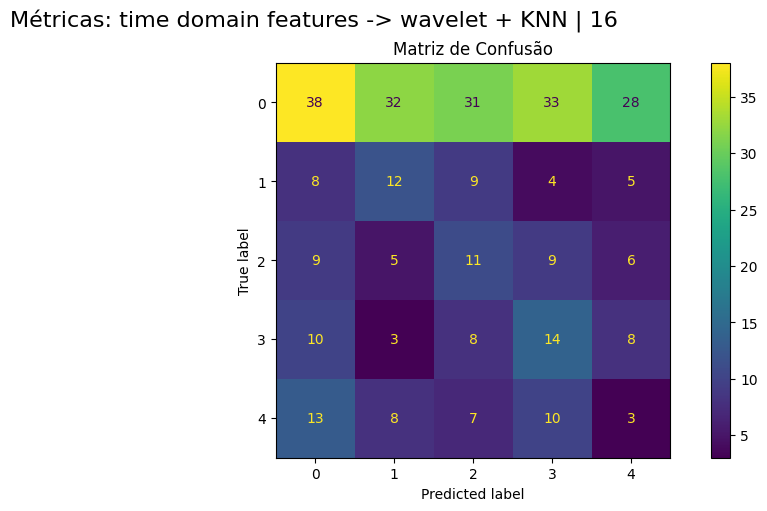 Métricas: time domain features -> wavelet + KNN | 16
Matriz de Confusão
0 38 32 31 33 28
1 8 12 9 4 5
2 9 5 11 9 6
3 10 3 8 14 8
4 13 8 7 10 3
0 1 2 3 4
Predicted label
True label
35
30
25
20
15
10
5